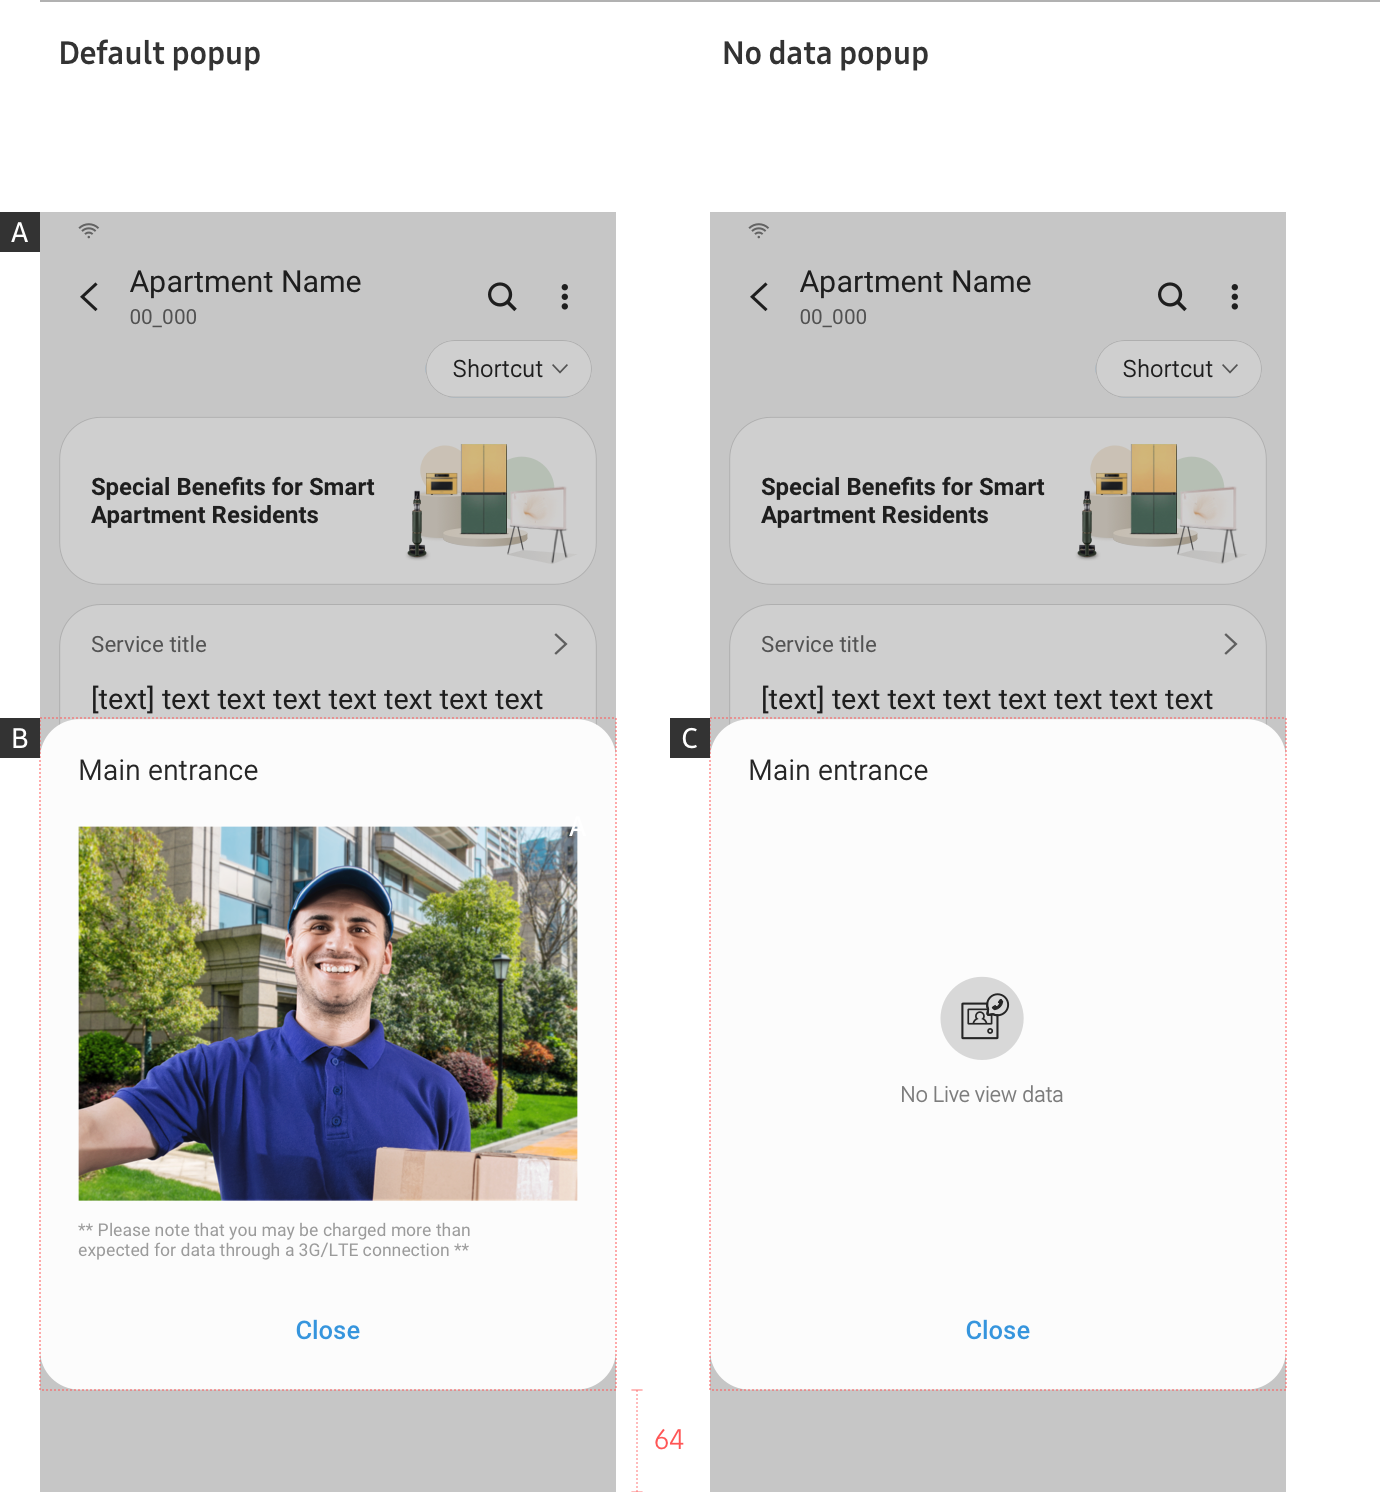 Default popup
No data popup
A
Apartment Name
00_000
Shortcut
Special Benefits for Smart
Apartment Residents
Service title
[text] text text text text text text text
B
Main entrance
A
** Please note that you may be charged more than
expected for data through a 3G/LTE connection **
Close
64
Apartment Name
00_000
Shortcut
Special Benefits for Smart
Apartment Residents
Service title
[text] text text text text text text text
C
Main entrance
No Live view data
Close